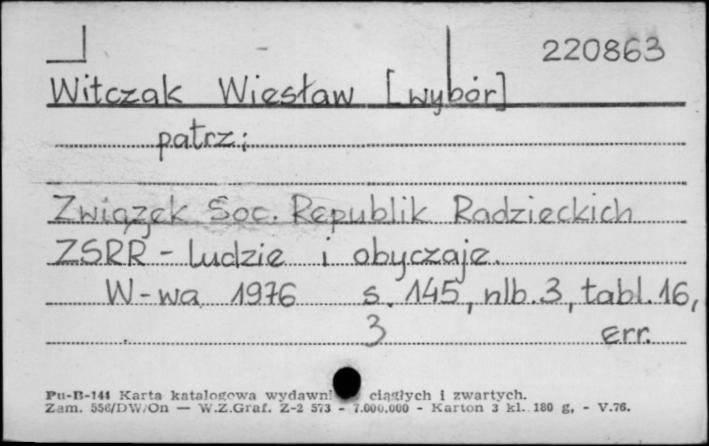 220863
Witczak Wiesław [wybór]
patrz:
Związek Soc. Republik Radzieckich
ZSRR - ludzie i obyczaje.
W-wa 1976 s. 145, nlb. 3, tabl. 16,
3 err.
Pu-B-144 Karta katalogowa wydawni ciągłych i zwartych.
Zam. 556/DW/On — W.Z.Graf. Z-2 573 - 7.000.000 - Karton 3 kl. 180 g, - V.76.